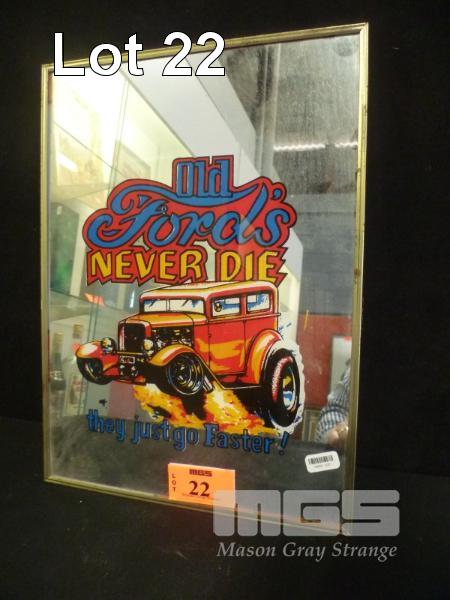 Lot 22
Old
Ford's
NEVER DIE
they just go Faster!
MGS
LOT
22
MGS
Mason Gray Strange